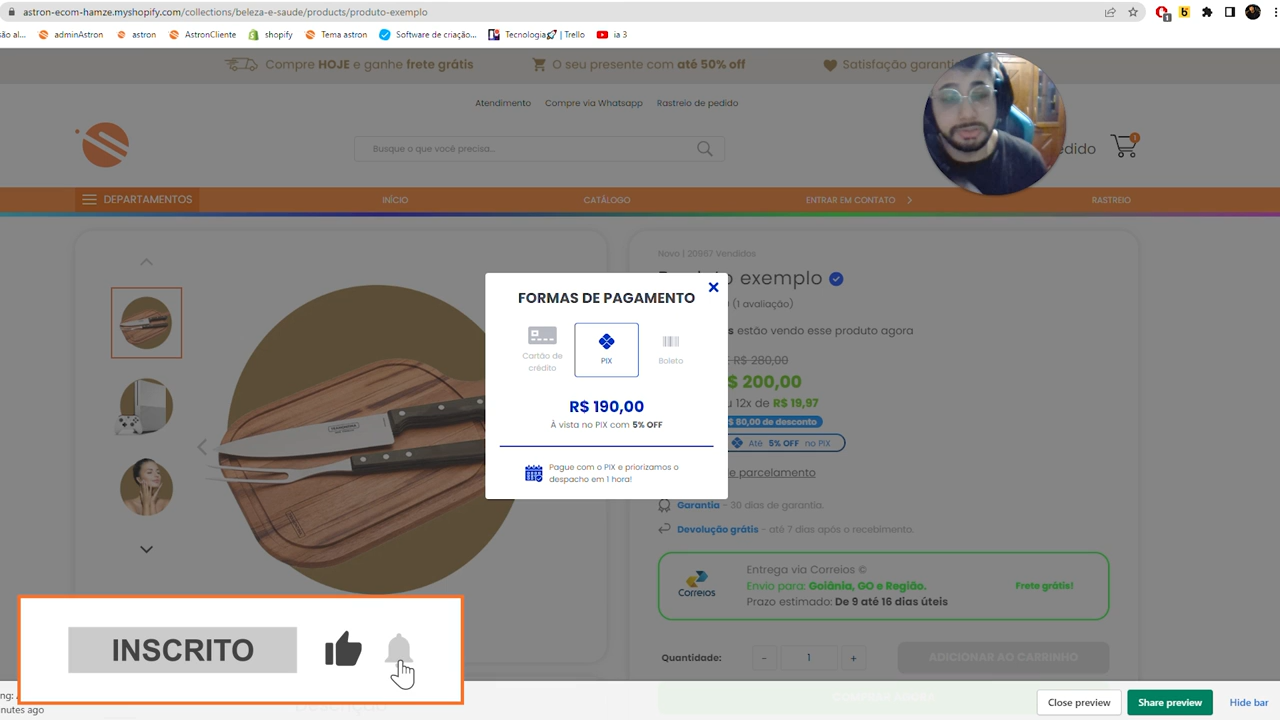 astron-ecom-hamze.myshopify.com/collections/beleza-e-saude/products/produto-exemplo
são al...
adminAstron
astron
AstronCliente
shopify
Tema astron
Software de criação...
Tecnologia🚀 | Trello
ia 3
Compre HOJE e ganhe frete grátis
O seu presente com até 50% off
Satisfação garanti
Atendimento
Compre via Whatsapp
Rastreio de pedido
Busque o que você precisa...
edido
1
DEPARTAMENTOS
INÍCIO
CATÁLOGO
ENTRAR EM CONTATO
RASTREIO
Novo | 20987 Vendidos
exemplo
(1 avaliação)
estão vendo esse produto agora
R$ 280,00
$ 200,00
u 12x de R$ 19,97
$ 80,00 de desconto
Até 5% OFF no PIX
e parcelamento
FORMAS DE PAGAMENTO
Cartão de
crédito
PIX
Boleto
R$ 190,00
À vista no PIX com 5% OFF
Pague com o PIX e priorizamos o
despacho em 1 hora!
Garantia - 30 dias de garantia.
Devolução grátis - até 7 dias após o recebimento.
Correios
Entrega via Correios ©
Envio para: Goiânia, GO e Região.
Prazo estimado: De 9 até 16 dias úteis
Frete grátis!
Quantidade:
-
1
+
ADICIONAR AO CARRINHO
INSCRITO
ng:
nutes ago
Close preview
Share preview
Hide bar